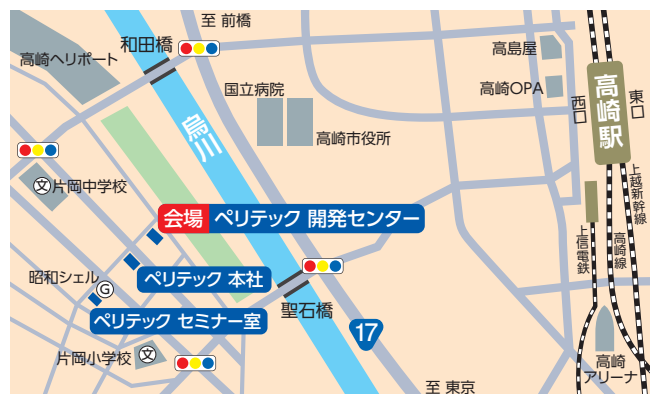 至 前橋
和田橋
高崎ヘリポート
高島屋
国立病院
高崎OPA
高崎駅
西口
東口
烏川
高崎市役所
文 片岡中学校
上越新幹線
会場 ペリテック 開発センター
上信電鉄
高崎線
昭和シェル
G
ペリテック 本社
ペリテック セミナー室
聖石橋
17
片岡小学校 文
高崎
アリーナ
至 東京